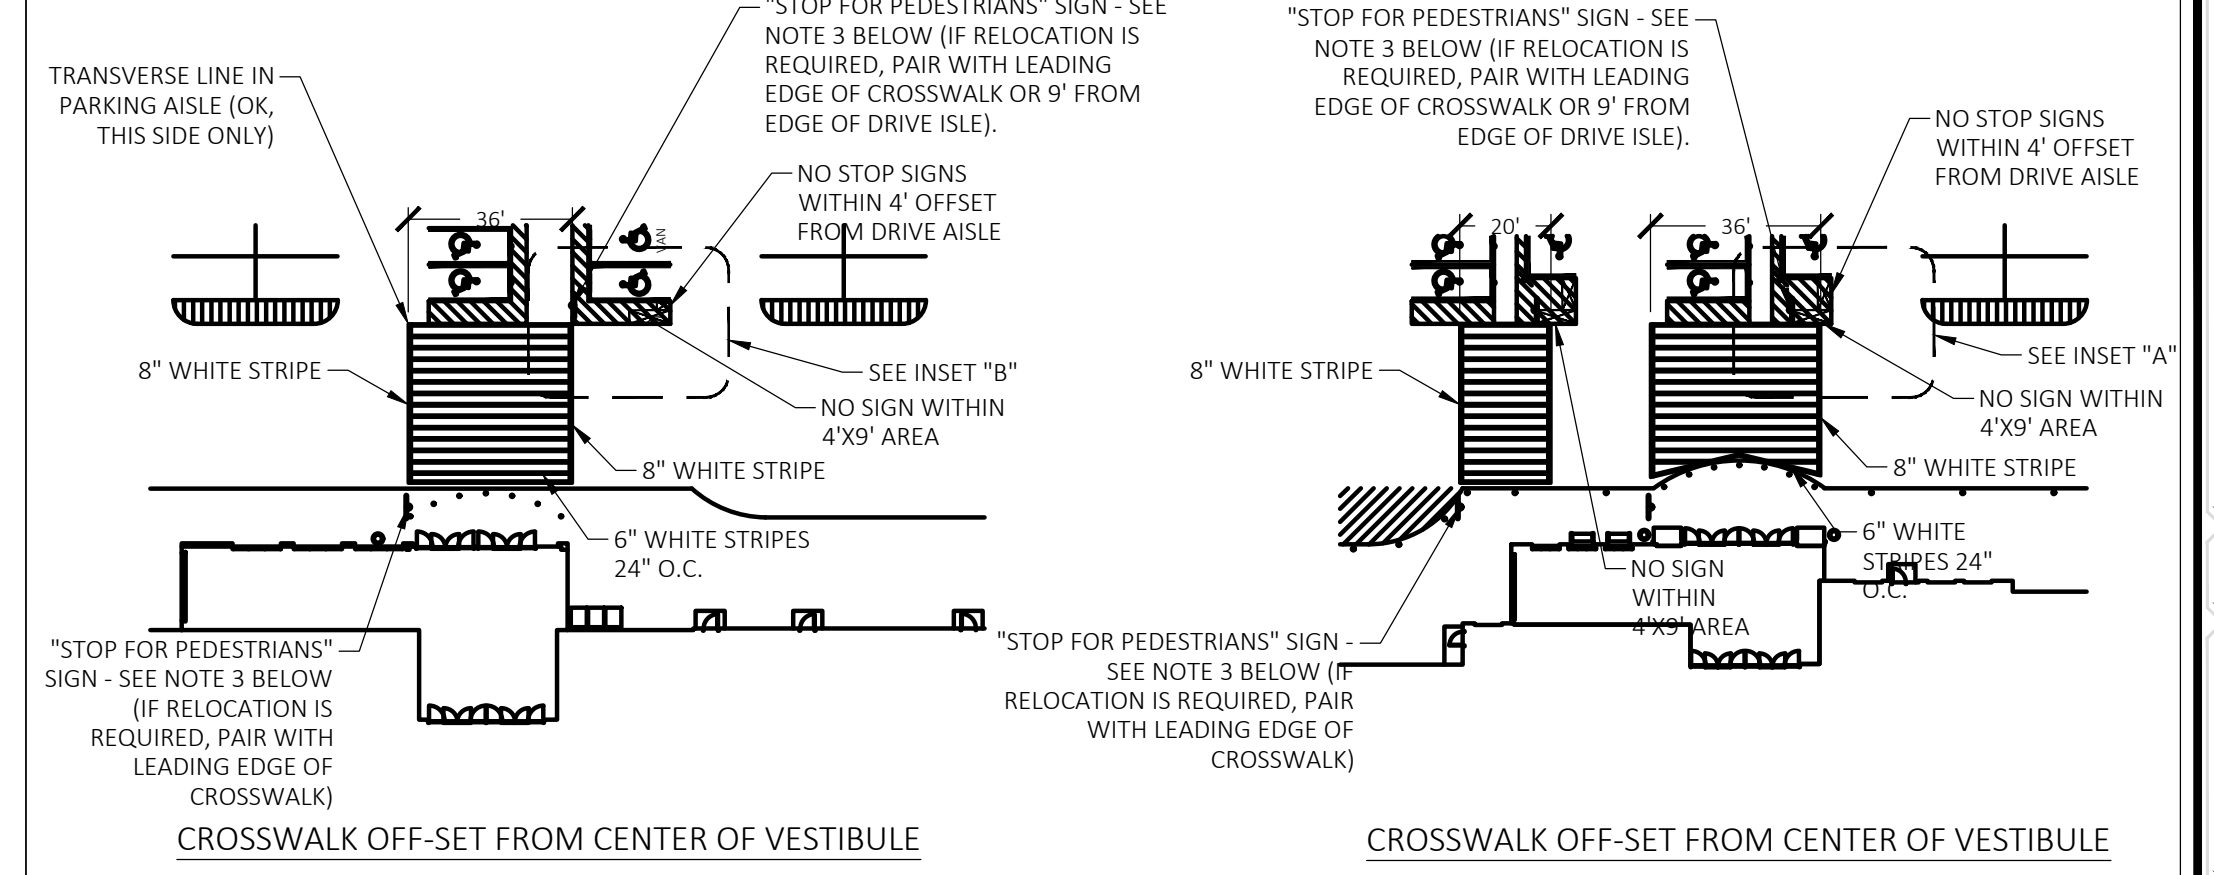 "STOP FOR PEDESTRIANS" SIGN - SEE
NOTE 3 BELOW (IF RELOCATION IS
REQUIRED, PAIR WITH LEADING
EDGE OF CROSSWALK OR 9' FROM
EDGE OF DRIVE ISLE).
TRANSVERSE LINE IN
PARKING AISLE (OK,
THIS SIDE ONLY)
NO STOP SIGNS
WITHIN 4' OFFSET
FROM DRIVE AISLE
36'
VAN
8" WHITE STRIPE
SEE INSET "B"
NO SIGN WITHIN
4'X9' AREA
8" WHITE STRIPE
6" WHITE STRIPES
24" O.C.
"STOP FOR PEDESTRIANS"
SIGN - SEE NOTE 3 BELOW
(IF RELOCATION IS
REQUIRED, PAIR WITH
LEADING EDGE OF
CROSSWALK)
CROSSWALK OFF-SET FROM CENTER OF VESTIBULE
"STOP FOR PEDESTRIANS" SIGN - SEE
NOTE 3 BELOW (IF RELOCATION IS
REQUIRED, PAIR WITH LEADING
EDGE OF CROSSWALK OR 9' FROM
EDGE OF DRIVE ISLE).
NO STOP SIGNS
WITHIN 4' OFFSET
FROM DRIVE AISLE
20'
36'
8" WHITE STRIPE
SEE INSET "A"
NO SIGN WITHIN
4'X9' AREA
8" WHITE STRIPE
6" WHITE
STRIPES 24"
O.C.
NO SIGN
WITHIN
4'X9' AREA
"STOP FOR PEDESTRIANS" SIGN -
SEE NOTE 3 BELOW (IF
RELOCATION IS REQUIRED, PAIR
WITH LEADING EDGE OF
CROSSWALK)
CROSSWALK OFF-SET FROM CENTER OF VESTIBULE